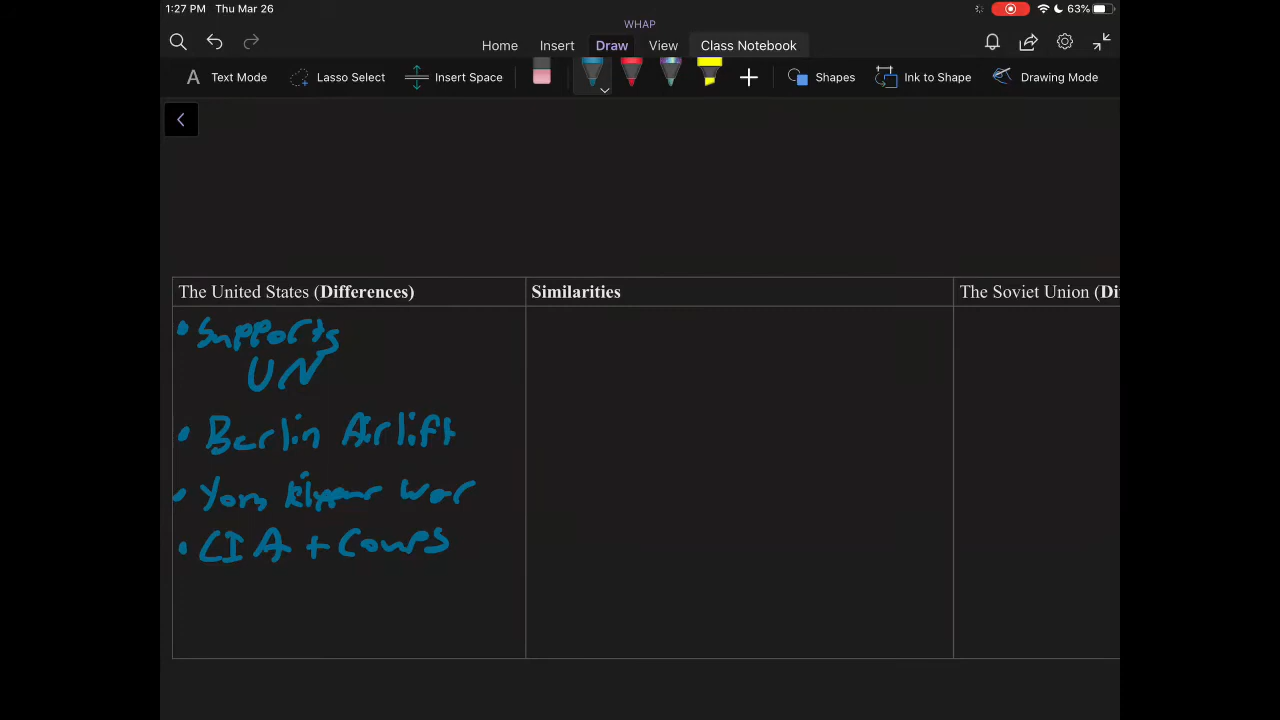 1:27 PM Thu Mar 26
63%
WHAP
Home Insert Draw View Class Notebook
A Text Mode Lasso Select Insert Space Shapes Ink to Shape Drawing Mode
The United States (Differences) Similarities The Soviet Union (Di
• Supports
UN
• Berlin Airlift
• Yom Kippur War
• CIA + Coups